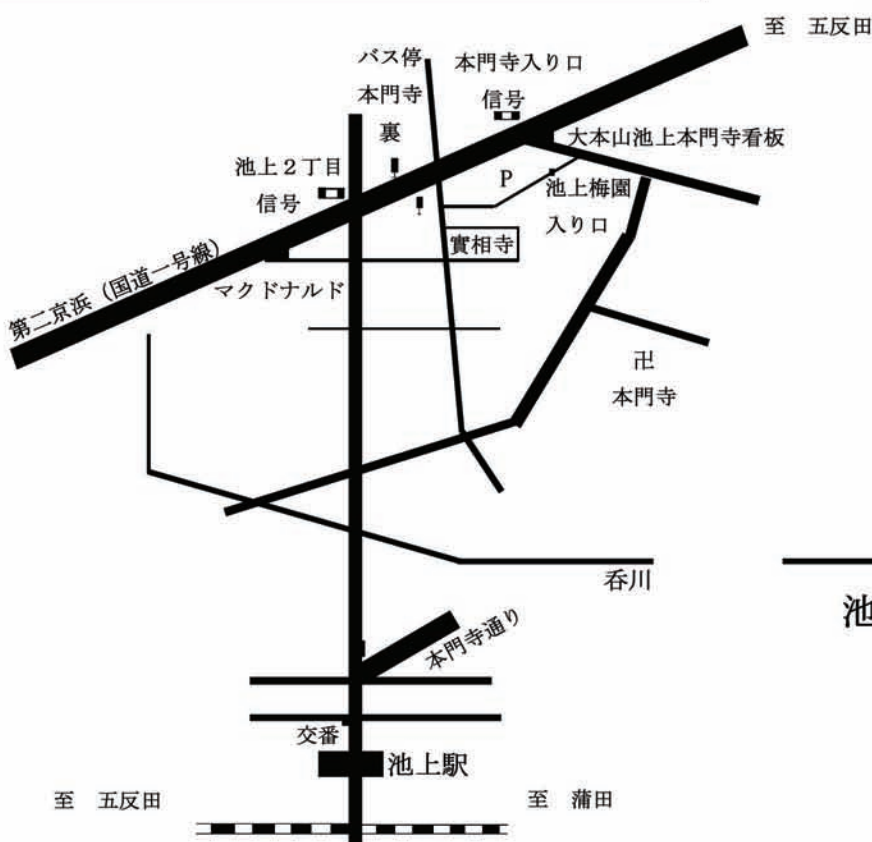 至　五反田
バス停
本門寺
裏
本門寺入り口
信号
大本山池上本門寺看板
池上２丁目
信号
P
池上梅園
入り口
實相寺
第二京浜（国道一号線）
マクドナルド
卍
本門寺
呑川
池
本門寺通り
交番
池上駅
至　五反田
至　蒲田